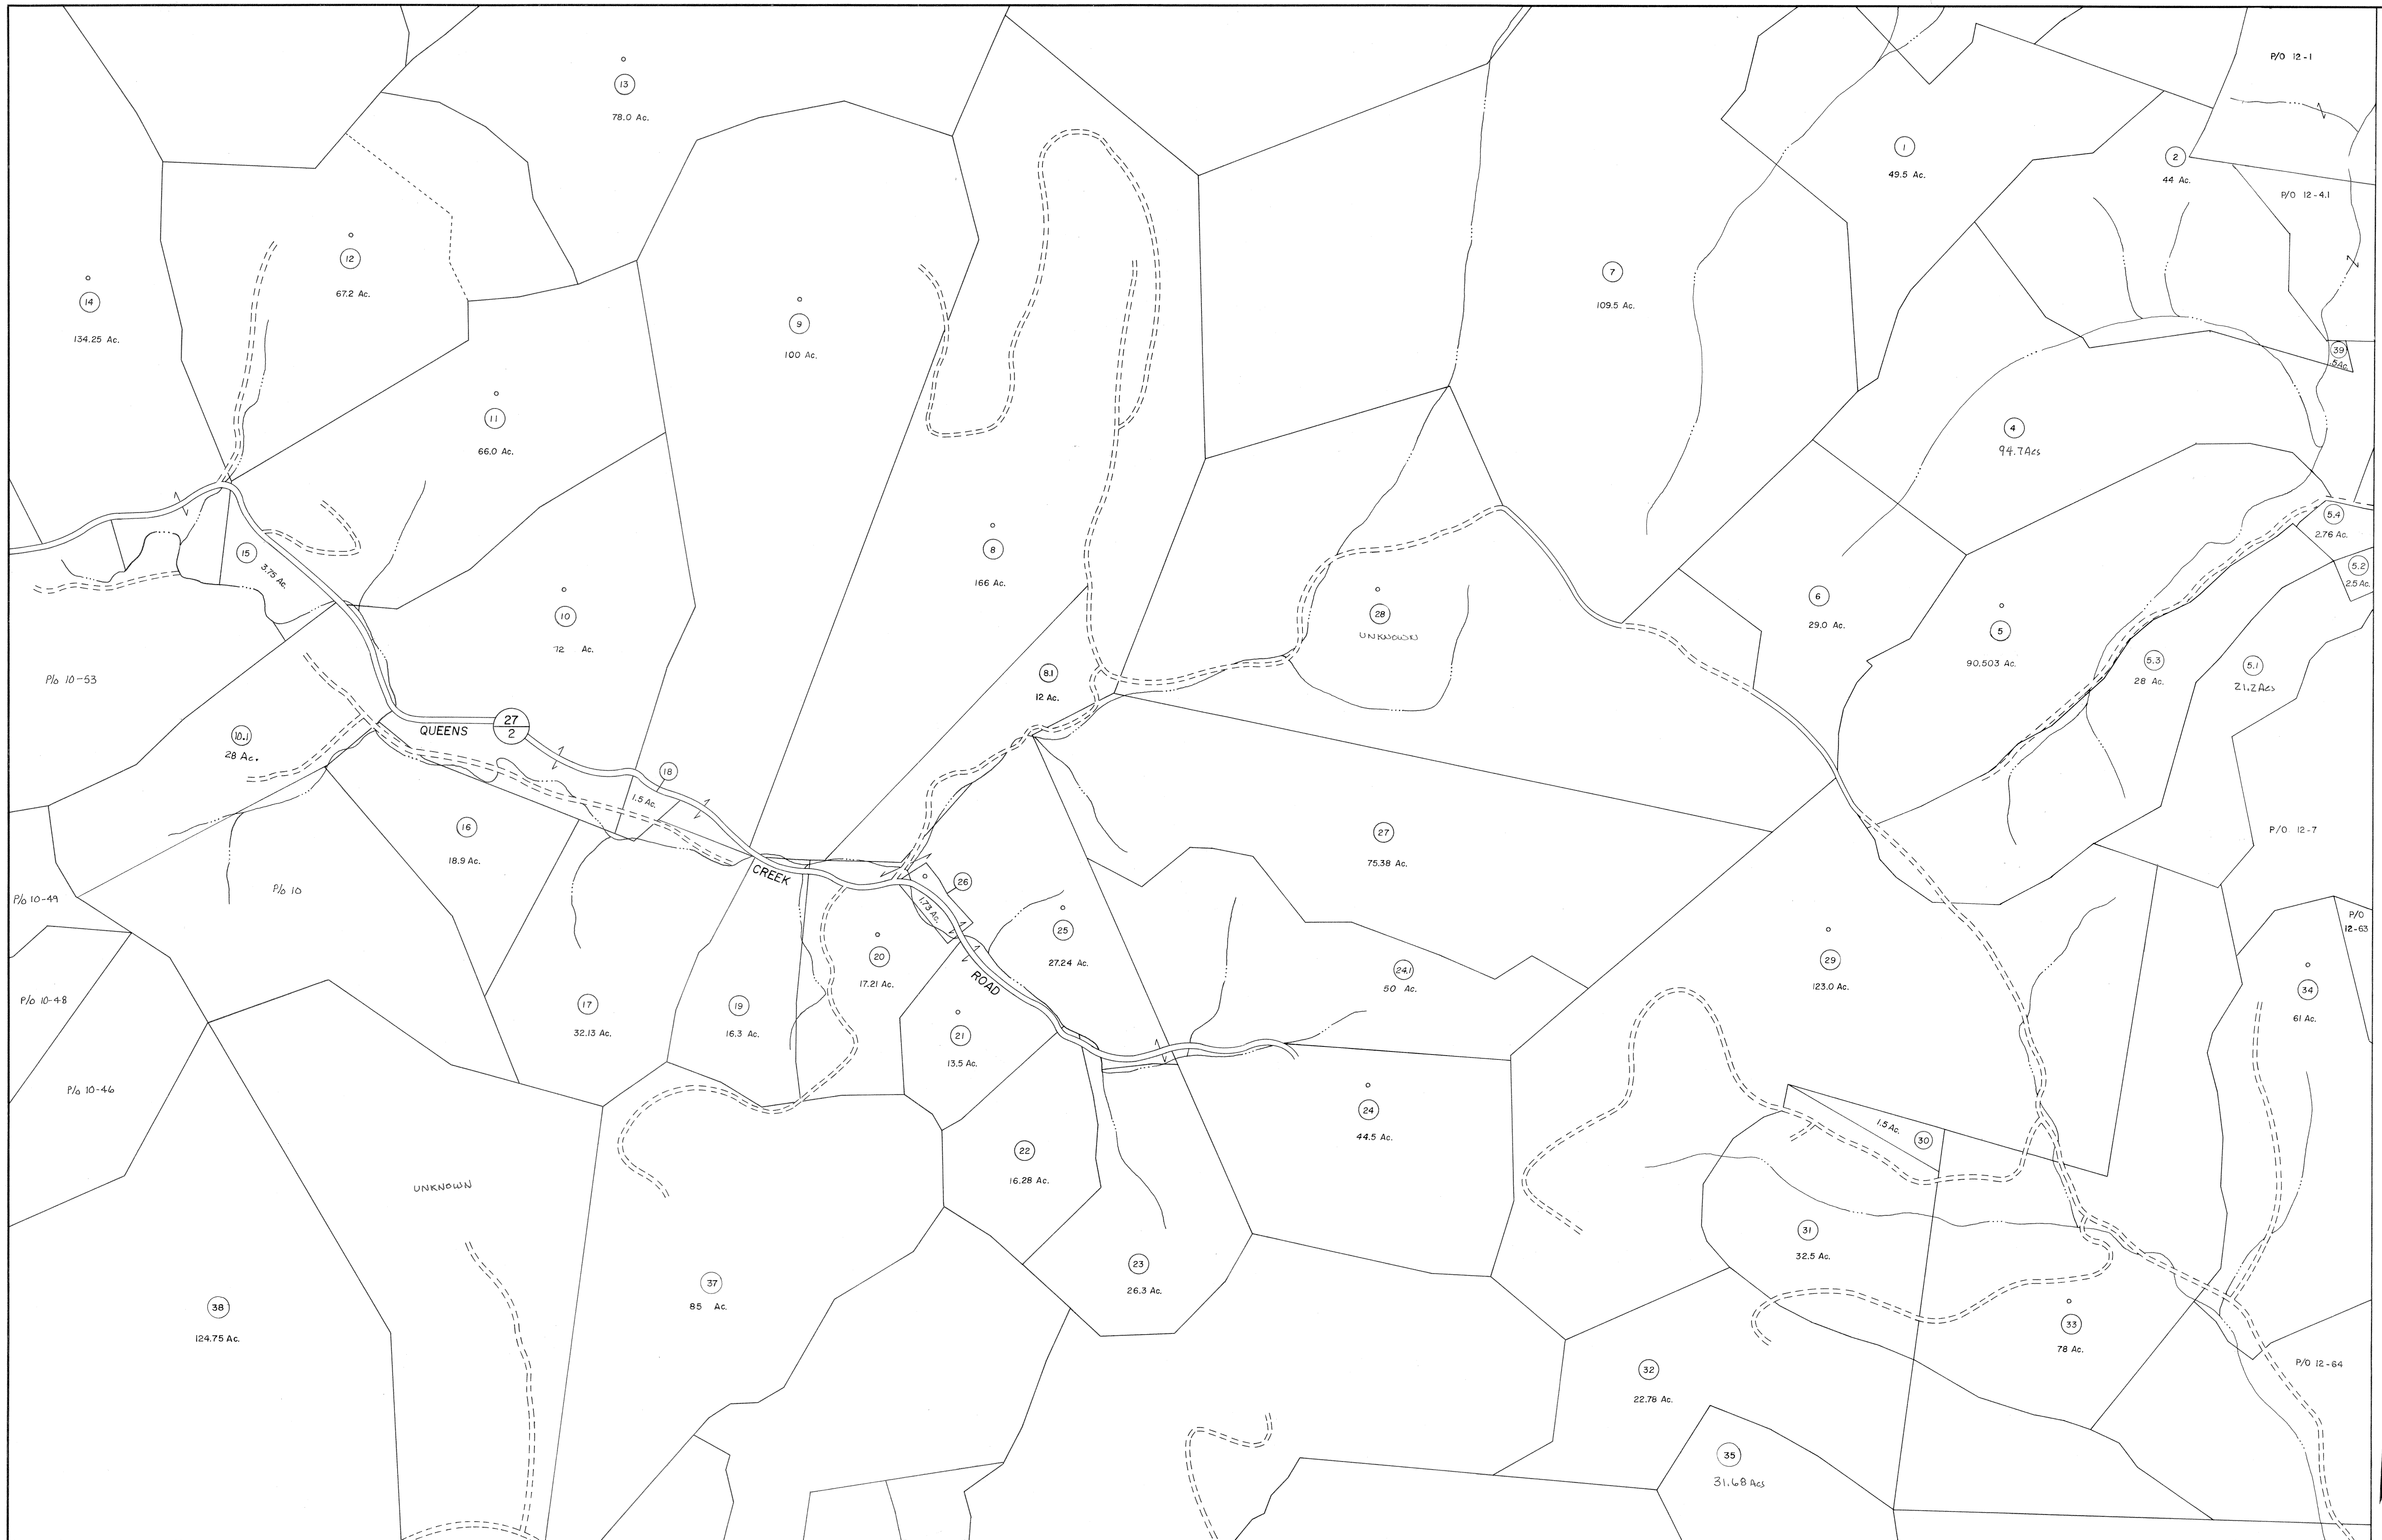 P/O 12-1
13
78.0 Ac.
1
49.5 Ac.
2
44 Ac.
P/O 12-4.1
12
67.2 Ac.
14
134.25 Ac.
7
109.5 Ac.
9
100 Ac.
39
.5Ac.
11
66.0 Ac.
4
94.7Acs
5.4
2.76 Ac.
15
3.75 Ac.
8
166 Ac.
5.2
2.5 Ac.
10
72 Ac.
28
UNKNOWN
6
29.0 Ac.
5
90.503 Ac.
5.3
28 Ac.
5.1
21.2 Acs
P/o 10-53
8.1
12 Ac.
10.1
28 Ac.
27
2
QUEENS
18
1.5 Ac.
16
18.9 Ac.
27
75.38 Ac.
P/O 12-7
CREEK
26
1.73 Ac.
P/o 10
P/o 10-49
P/O
12-63
25
27.24 Ac.
20
17.21 Ac.
24.1
50 Ac.
29
123.0 Ac.
34
61 Ac.
ROAD
P/o 10-48
17
32.13 Ac.
19
16.3 Ac.
21
13.5 Ac.
P/o 10-46
24
44.5 Ac.
1.5 Ac.
30
22
16.28 Ac.
UNKNOWN
31
32.5 Ac.
23
26.3 Ac.
37
85 Ac.
38
124.75 Ac.
33
78 Ac.
P/O 12-64
32
22.78 Ac.
35
31.68 Acs